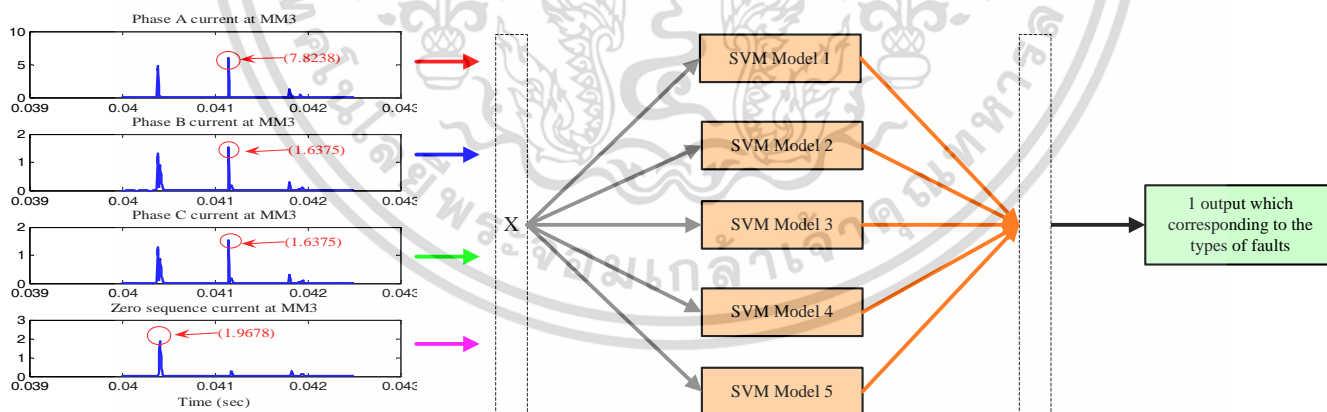 Phase A current at MM3
10
5
0
(7.8238)
0.039
0.04
0.041
0.042
0.043
Phase B current at MM3
2
1
0
(1.6375)
0.039
0.04
0.041
0.042
0.043
Phase C current at MM3
2
1
0
(1.6375)
0.039
0.04
0.041
0.042
0.043
Zero sequence current at MM3
3
2
1
0
(1.9678)
0.039
0.04
0.041
0.042
0.043
Time (sec)
X
SVM Model 1
SVM Model 2
SVM Model 3
SVM Model 4
SVM Model 5
1 output which
corresponding to the
types of faults